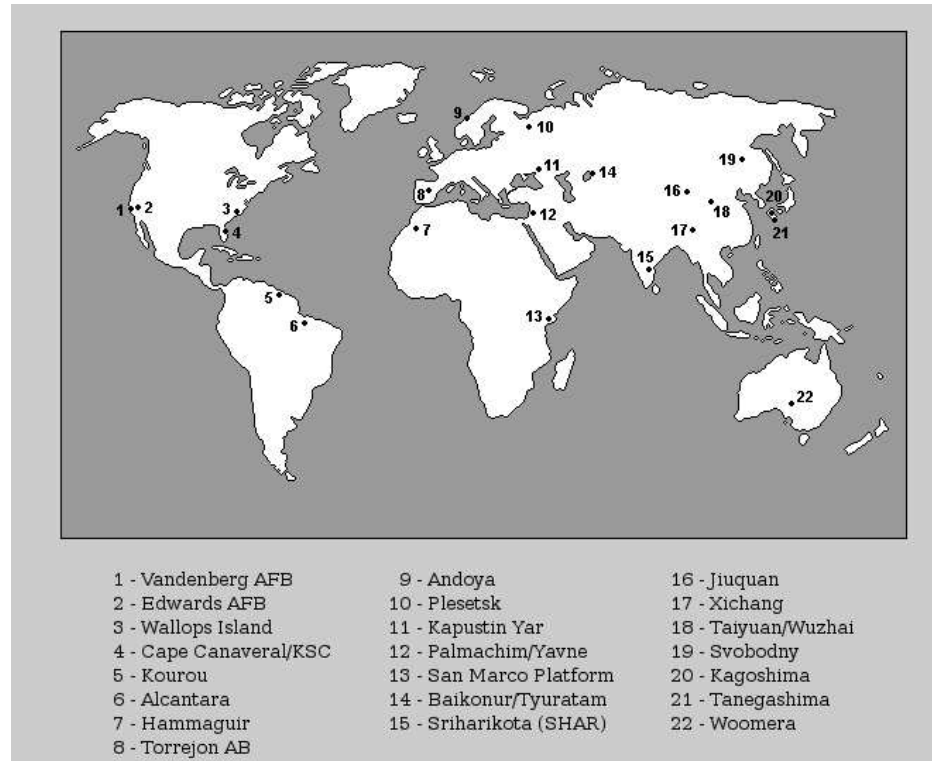 9
10
19
11
14
8
16
20
1
2
3
18
12
4
7
17
21
15
5
13
6
22
1 - Vandenberg AFB
2 - Edwards AFB
3 - Wallops Island
4 - Cape Canaveral/KSC
5 - Kourou
6 - Alcantara
7 - Hammaguir
8 - Torrejon AB
9 - Andoya
10 - Plesetsk
11 - Kapustin Yar
12 - Palmachim/Yavne
13 - San Marco Platform
14 - Baikonur/Tyuratam
15 - Sriharikota (SHAR)
16 - Jiuquan
17 - Xichang
18 - Taiyuan/Wuzhai
19 - Svobodny
20 - Kagoshima
21 - Tanegashima
22 - Woomera